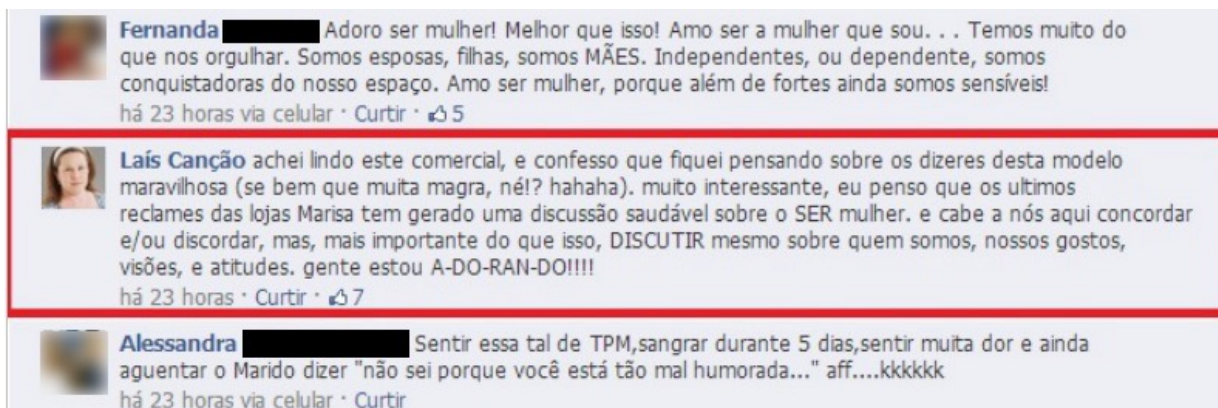 Fernanda Adoro ser mulher! Melhor que isso! Amo ser a mulher que sou. . . Temos muito do
que nos orgulhar. Somos esposas, filhas, somos MÃES. Independentes, ou dependente, somos
conquistadoras do nosso espaço. Amo ser mulher, porque além de fortes ainda somos sensíveis!
há 23 horas via celular · Curtir · 5
Laís Canção achei lindo este comercial, e confesso que fiquei pensando sobre os dizeres desta modelo
maravilhosa (se bem que muita magra, né!? hahaha). muito interessante, eu penso que os ultimos
reclames das lojas Marisa tem gerado uma discussão saudável sobre o SER mulher. e cabe a nós aqui concordar
e/ou discordar, mas, mais importante do que isso, DISCUTIR mesmo sobre quem somos, nossos gostos,
visões, e atitudes. gente estou A-DO-RAN-DO!!!!
há 23 horas · Curtir · 7
Alessandra Sentir essa tal de TPM,sangrar durante 5 dias,sentir muita dor e ainda
aguentar o Marido dizer "não sei porque você está tão mal humorada..." aff....kkkkkk
há 23 horas via celular · Curtir